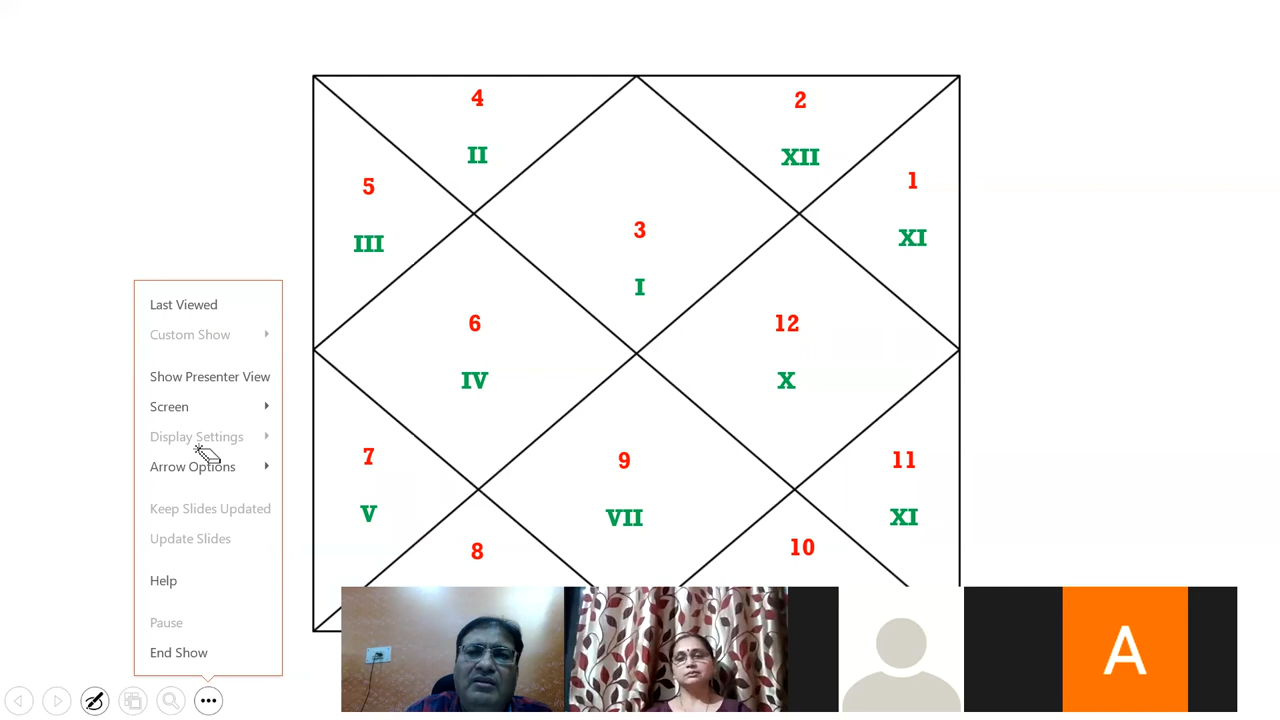 4
2
II
XII
5
1
III
XI
3
I
6
12
IV
X
7
9
11
V
VII
XI
8
10
Last Viewed
Custom Show
Show Presenter View
Screen
Display Settings
Arrow Options
Keep Slides Updated
Update Slides
Help
Pause
End Show
A